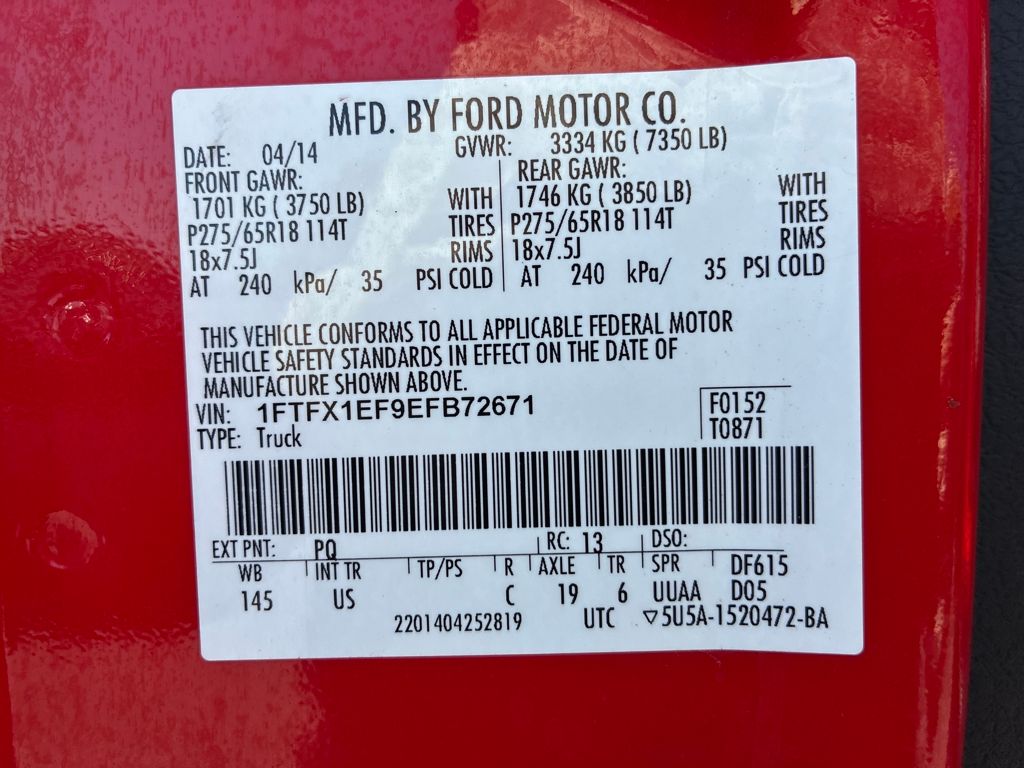 MFD. BY FORD MOTOR CO.
DATE: 04/14 GVWR: 3334 KG ( 7350 LB)
FRONT GAWR: REAR GAWR:
1701 KG ( 3750 LB) WITH 1746 KG ( 3850 LB) WITH
P275/65R18 114T TIRES P275/65R18 114T TIRES
18x7.5J RIMS 18x7.5J RIMS
AT 240 kPa/ 35 PSI COLD AT 240 kPa/ 35 PSI COLD
THIS VEHICLE CONFORMS TO ALL APPLICABLE FEDERAL MOTOR
VEHICLE SAFETY STANDARDS IN EFFECT ON THE DATE OF
MANUFACTURE SHOWN ABOVE.
VIN: 1FTFX1EF9EFB72671 F0152
TYPE: Truck T0871
EXT PNT: PQ RC: 13 DSO:
WB INT TR TP/PS R AXLE TR SPR DF615
145 US C 19 6 UUAA D05
2201404252819 UTC ▽5U5A-1520472-BA